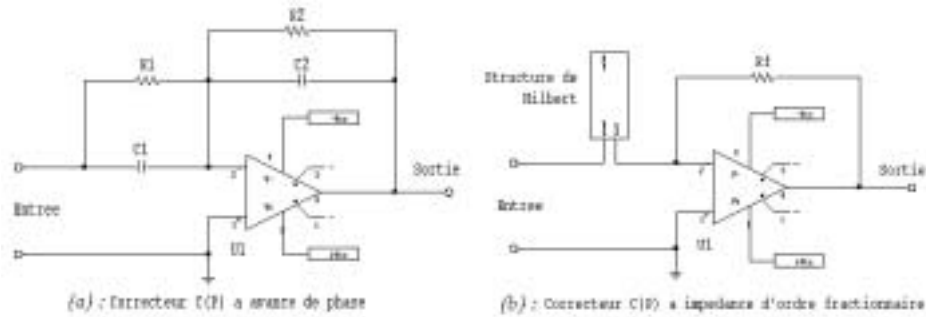 R2
R1
C2
C1
Sortie
Entree
U1
(a) : Correcteur C(P) a avance de phase
Structure de
Hilbert
Rf
Sortie
Entree
U1
(b) : Correcteur C(P) a impedance d'ordre fractionnaire